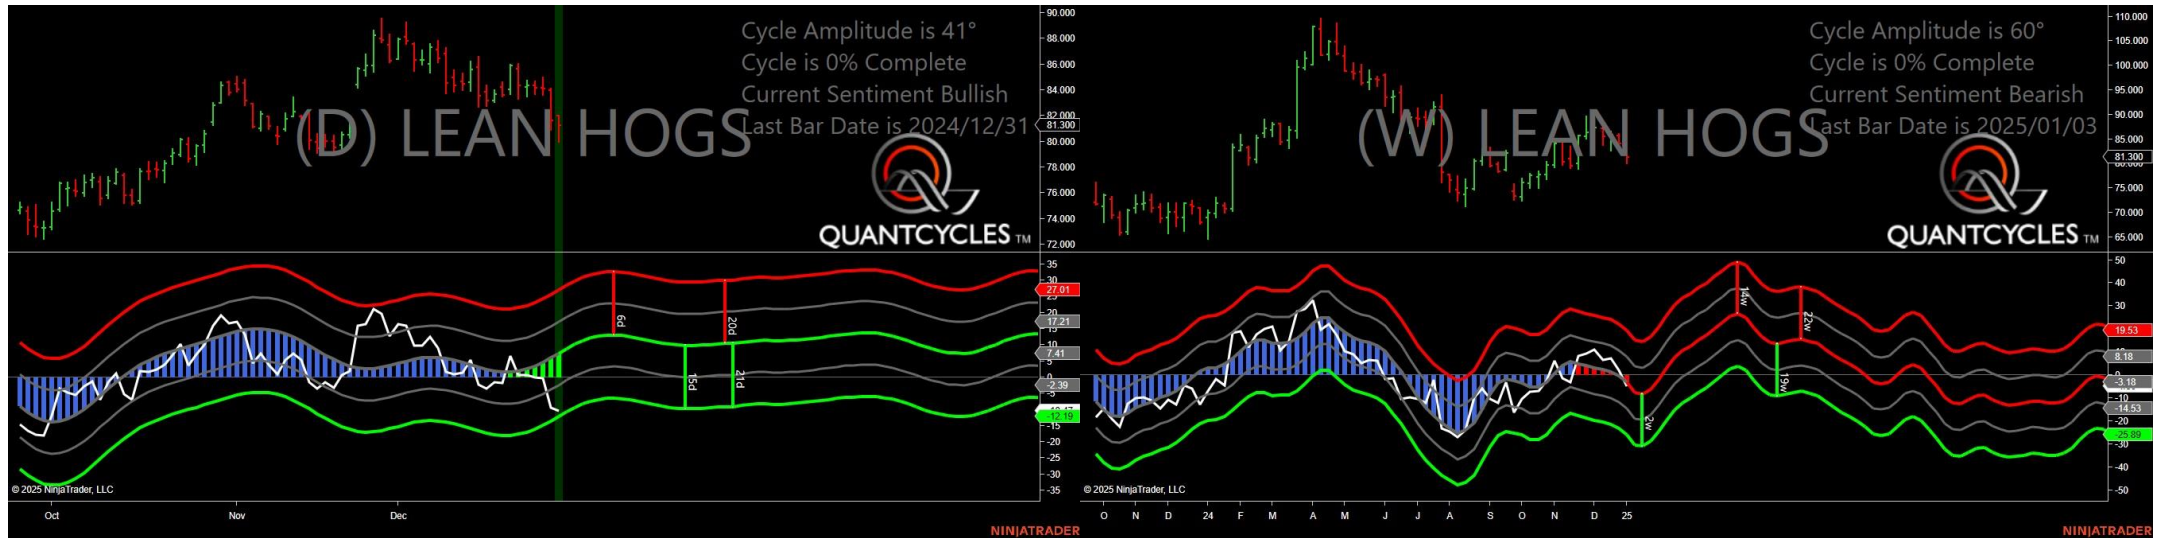 Cycle Amplitude is 41°
Cycle is 0% Complete
Current Sentiment Bullish
Last Bar Date is 2024/12/31
(D) LEAN HOGS
QUANTCYCLES TM
90.000
88.000
86.000
84.000
82.000
81.300
80.000
78.000
76.000
74.000
72.000
35
30
27.01
25
17.21
10
7.41
0
-2.39
-5
-12.19
-15
-20
-25
-30
-35
6d
20d
15d
21d
© 2025 NinjaTrader, LLC
Oct
Nov
Dec
NINJATRADER
Cycle Amplitude is 60°
Cycle is 0% Complete
Current Sentiment Bearish
Last Bar Date is 2025/01/03
(W) LEAN HOGS
QUANTCYCLES TM
110.000
105.000
100.000
95.000
90.000
85.000
81.300
80.000
75.000
70.000
65.000
50
40
30
19.53
8.18
0
-3.18
-10
-14.53
-20
-25.89
-30
-40
-50
14w
22w
19w
2w
© 2025 NinjaTrader, LLC
O
N
D
24
F
M
A
M
J
J
A
S
O
N
D
25
NINJATRADER